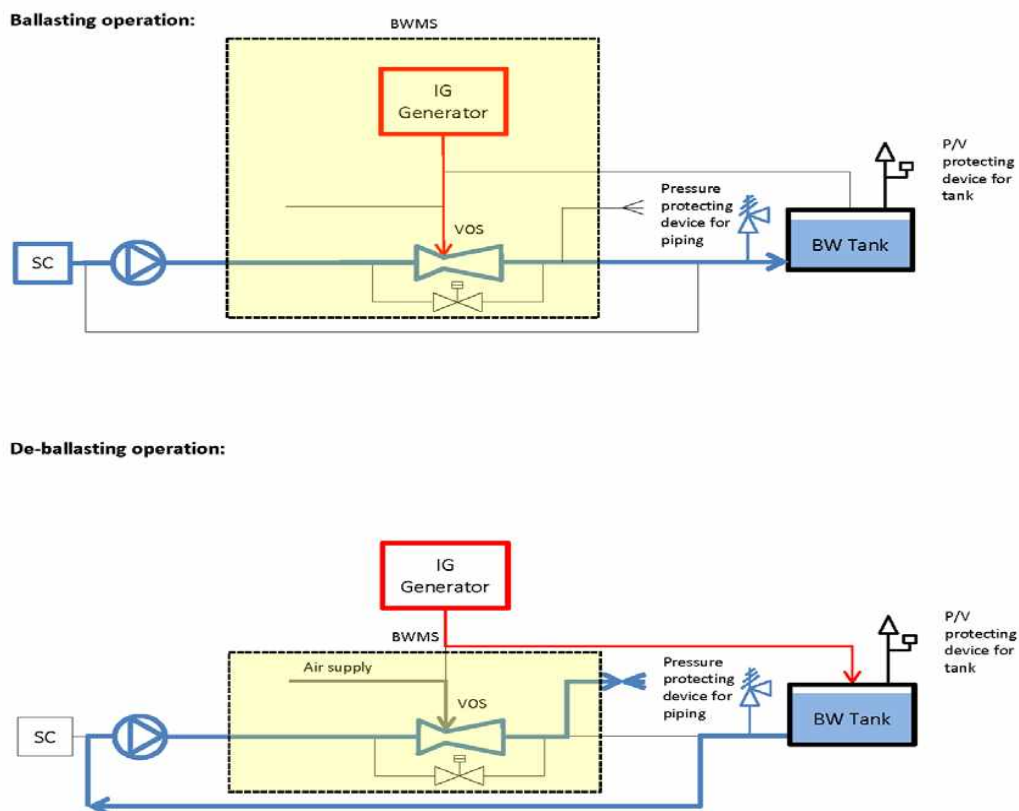 Ballasting operation:
BWMS
IG
Generator
P/V
protecting
device for
tank
Pressure
protecting
device for
piping
VOS
SC
BW Tank
De-ballasting operation:
IG
Generator
BWMS
P/V
protecting
device for
tank
Air supply
Pressure
protecting
device for
piping
VOS
SC
BW Tank